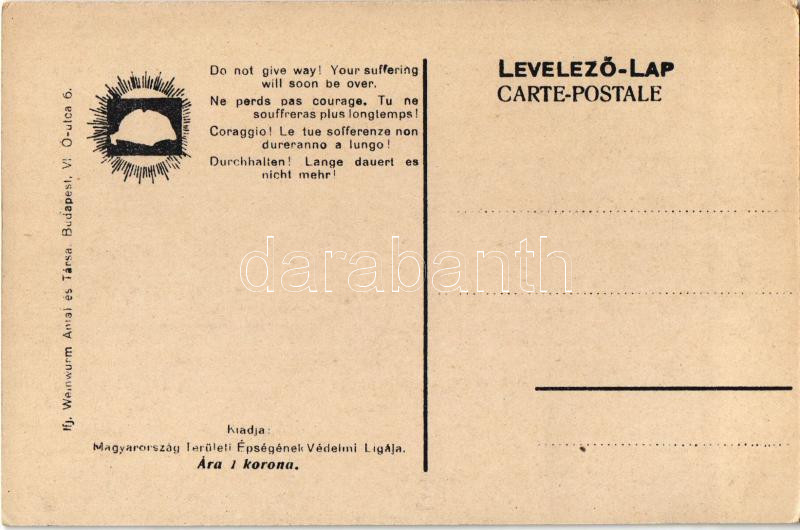 Do not give way! Your suffering
will soon be over.
Ne perds pas courage. Tu ne
souffreras plus longtemps!
Coraggio! Le tue sofferenze non
dureranno a lungo!
Durchhalten! Lange dauert es
nicht mehr!
LEVELEZŐ-LAP
CARTE-POSTALE
Ifj. Weinwurm Antal és Társa. Budapest, VI. Ó-utca 6.
darabanth
Kiadja:
Magyarország Területi Épségének Védelmi Ligája.
Ára 1 korona.